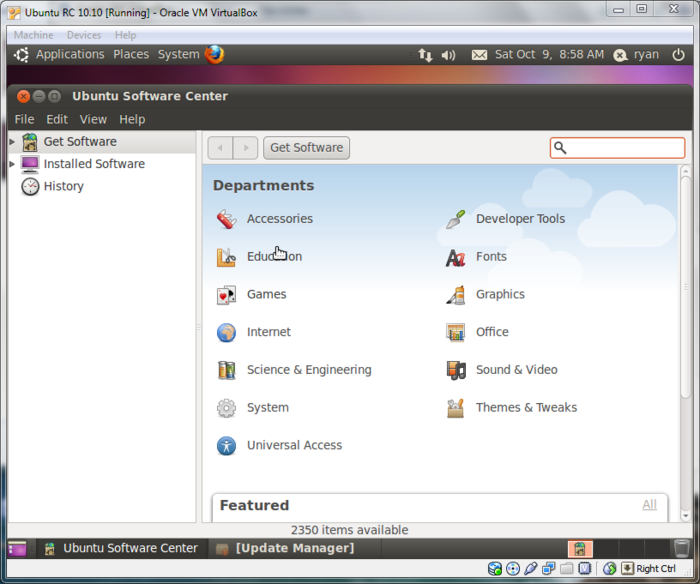 Ubuntu RC 10.10 [Running] - Oracle VM VirtualBox
Machine Devices Help
Applications Places System Sat Oct 9, 8:58 AM ryan
Ubuntu Software Center
File Edit View Help
Get Software
Installed Software
History
Get Software
Departments
Accessories Developer Tools
Education Fonts
Games Graphics
Internet Office
Science & Engineering Sound & Video
System Themes & Tweaks
Universal Access
Featured All
2350 items available
Ubuntu Software Center [Update Manager]
Right Ctrl